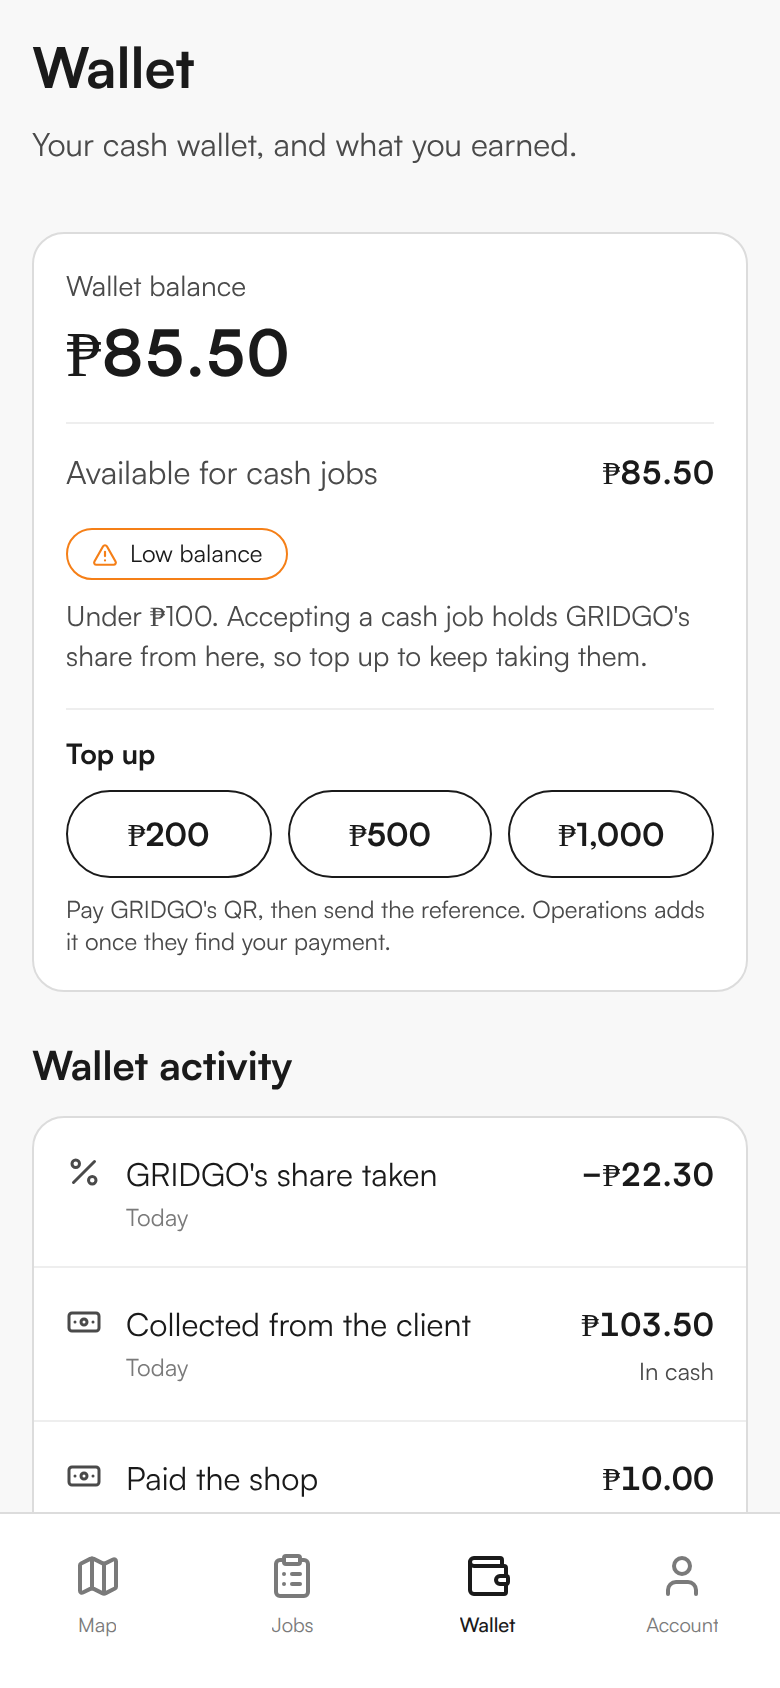 Wallet
Your cash wallet, and what you earned.
Wallet balance
₱85.50
Available for cash jobs ₱85.50
Low balance
Under ₱100. Accepting a cash job holds GRIDGO's
share from here, so top up to keep taking them.
Top up
₱200 ₱500 ₱1,000
Pay GRIDGO's QR, then send the reference. Operations adds
it once they find your payment.
Wallet activity
GRIDGO's share taken –₱22.30
Today
Collected from the client ₱103.50
Today In cash
Paid the shop ₱10.00
Map Jobs Wallet Account